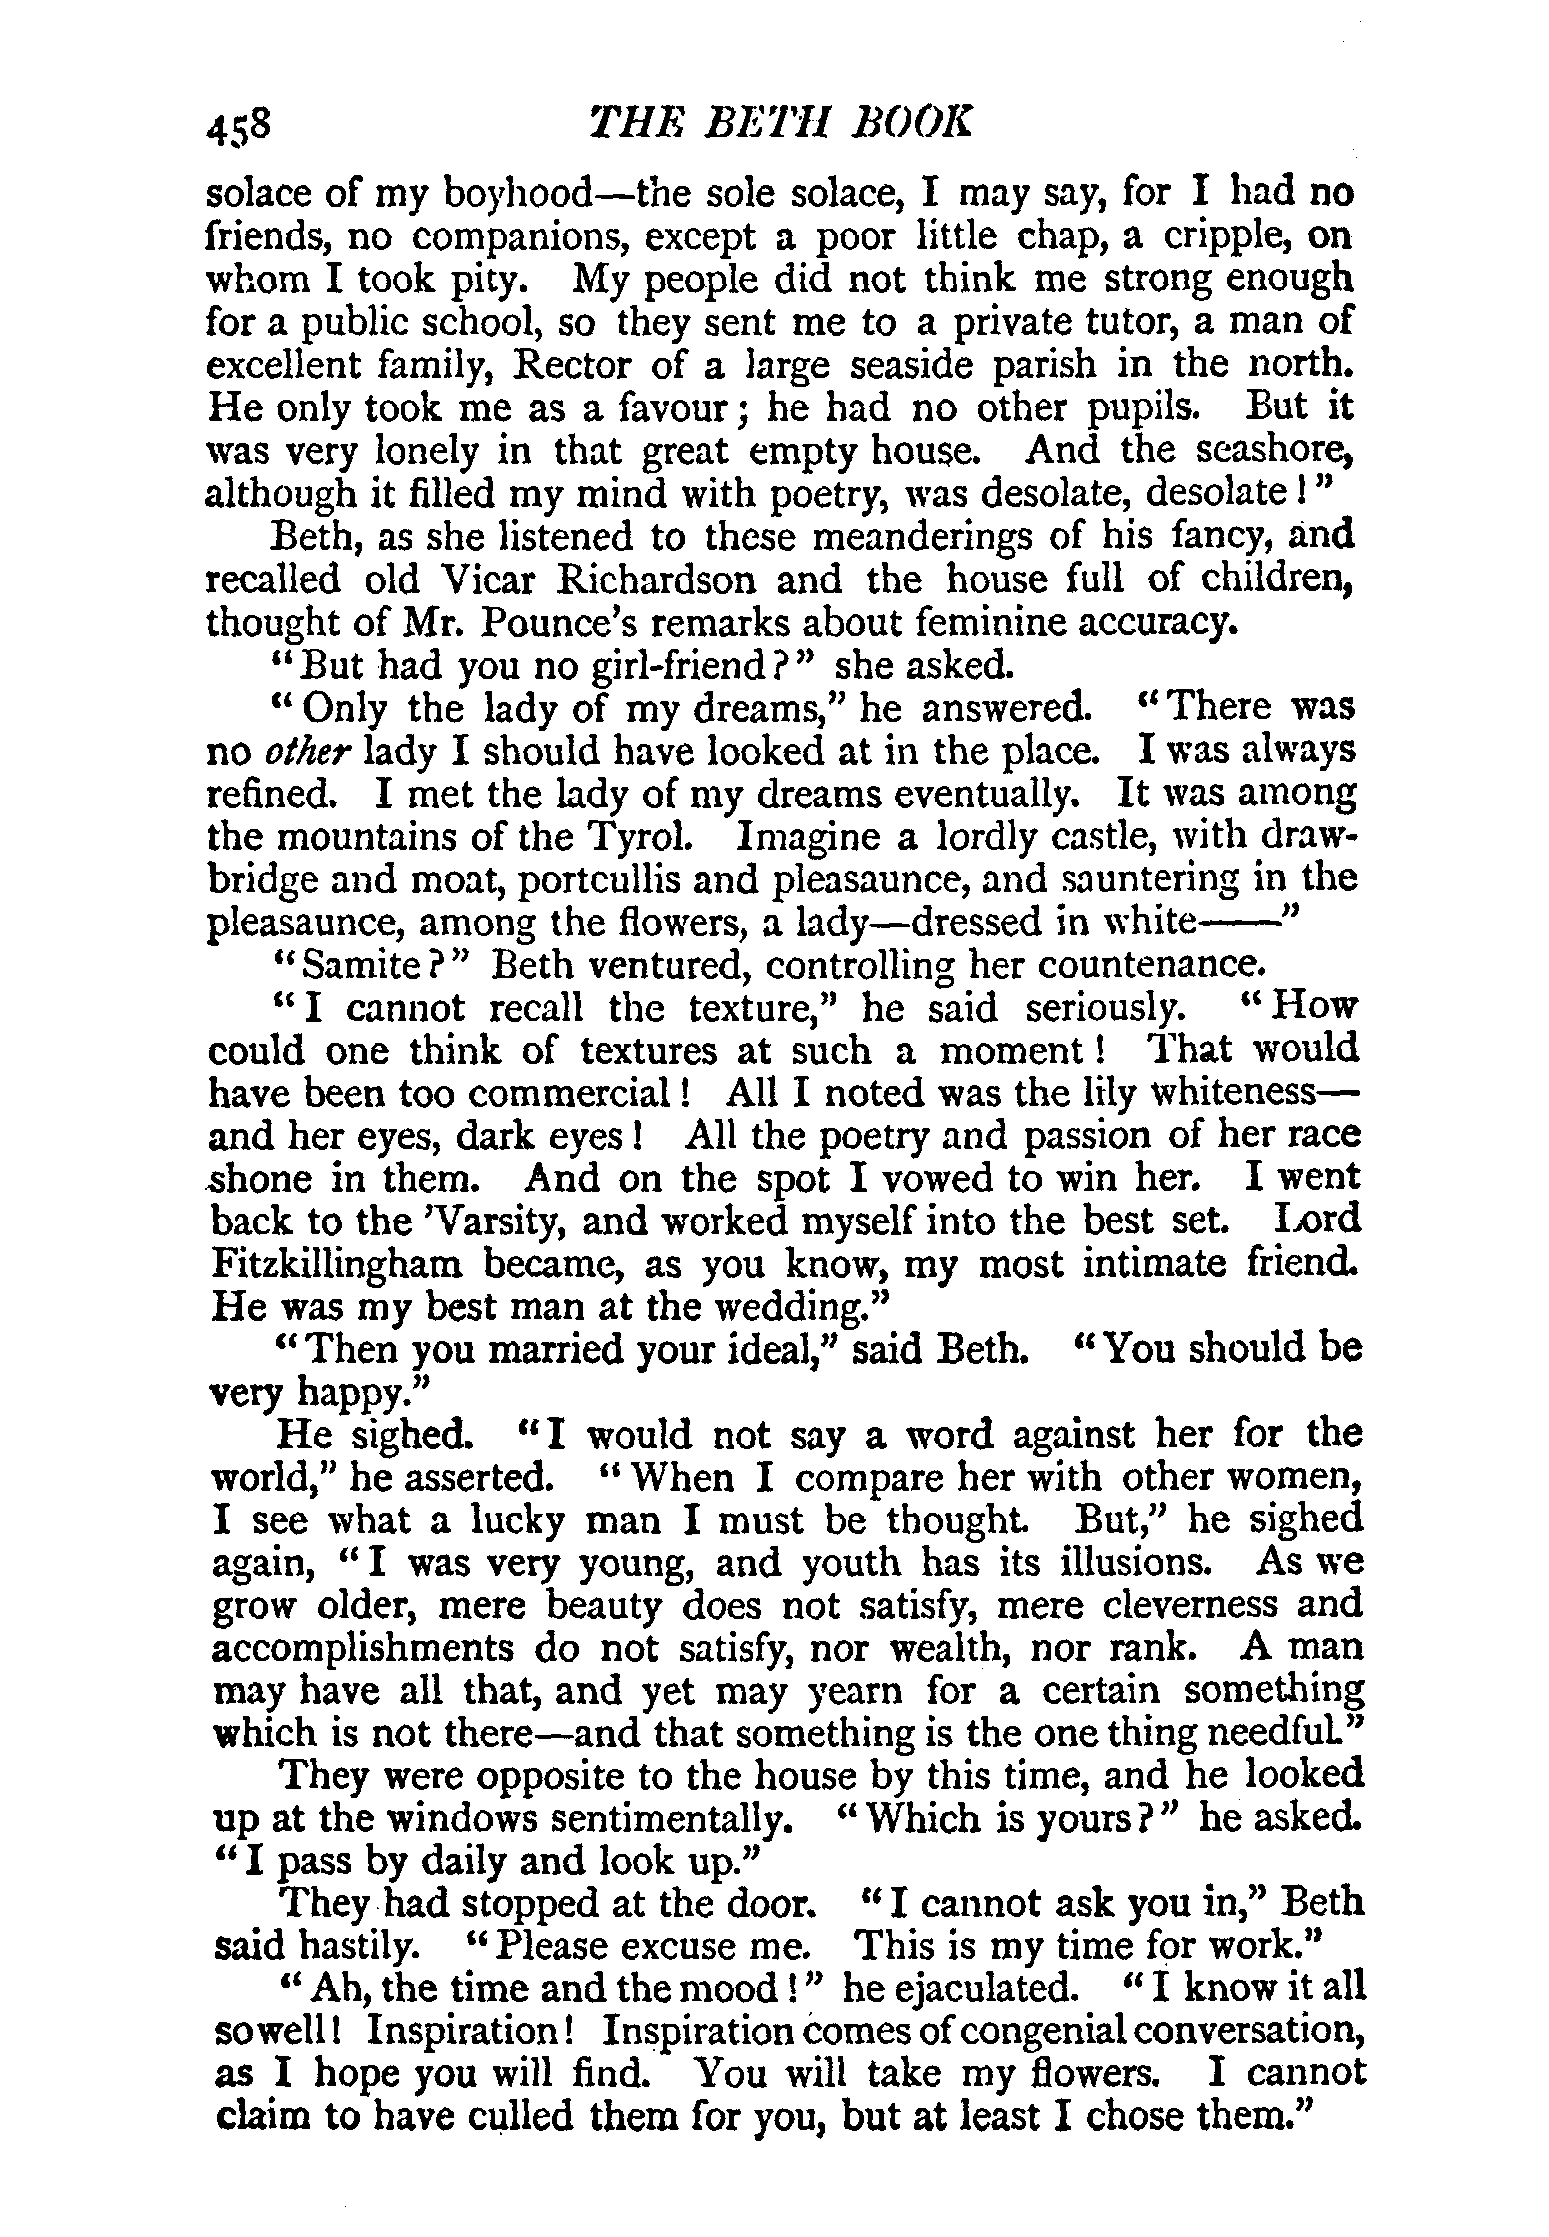 458 THE BETH BOOK
solace of my boyhood—the sole solace, I may say, for I had no
friends, no companions, except a poor little chap, a cripple, on
whom I took pity. My people did not think me strong enough
for a public school, so they sent me to a private tutor, a man of
excellent family, Rector of a large seaside parish in the north.
He only took me as a favour; he had no other pupils. But it
was very lonely in that great empty house. And the seashore,
although it filled my mind with poetry, was desolate, desolate!”
Beth, as she listened to these meanderings of his fancy, and
recalled old Vicar Richardson and the house full of children,
thought of Mr. Pounce’s remarks about feminine accuracy.
“But had you no girl-friend?” she asked.
“Only the lady of my dreams,” he answered. “There was
no other lady I should have looked at in the place. I was always
refined. I met the lady of my dreams eventually. It was among
the mountains of the Tyrol. Imagine a lordly castle, with draw-
bridge and moat, portcullis and pleasaunce, and sauntering in the
pleasaunce, among the flowers, a lady—dressed in white——”
“Samite?” Beth ventured, controlling her countenance.
“I cannot recall the texture,” he said seriously. “How
could one think of textures at such a moment! That would
have been too commercial! All I noted was the lily whiteness—
and her eyes, dark eyes! All the poetry and passion of her race
shone in them. And on the spot I vowed to win her. I went
back to the ’Varsity, and worked myself into the best set. Lord
Fitzkillingham became, as you know, my most intimate friend.
He was my best man at the wedding.”
“Then you married your ideal,” said Beth. “You should be
very happy.”
He sighed. “I would not say a word against her for the
world,” he asserted. “When I compare her with other women,
I see what a lucky man I must be thought. But,” he sighed
again, “I was very young, and youth has its illusions. As we
grow older, mere beauty does not satisfy, mere cleverness and
accomplishments do not satisfy, nor wealth, nor rank. A man
may have all that, and yet may yearn for a certain something
which is not there—and that something is the one thing needful.”
They were opposite to the house by this time, and he looked
up at the windows sentimentally. “Which is yours?” he asked.
“I pass by daily and look up.”
They had stopped at the door. “I cannot ask you in,” Beth
said hastily. “Please excuse me. This is my time for work.”
“Ah, the time and the mood!” he ejaculated. “I know it all
so well! Inspiration! Inspiration comes of congenial conversation,
as I hope you will find. You will take my flowers. I cannot
claim to have culled them for you, but at least I chose them.”